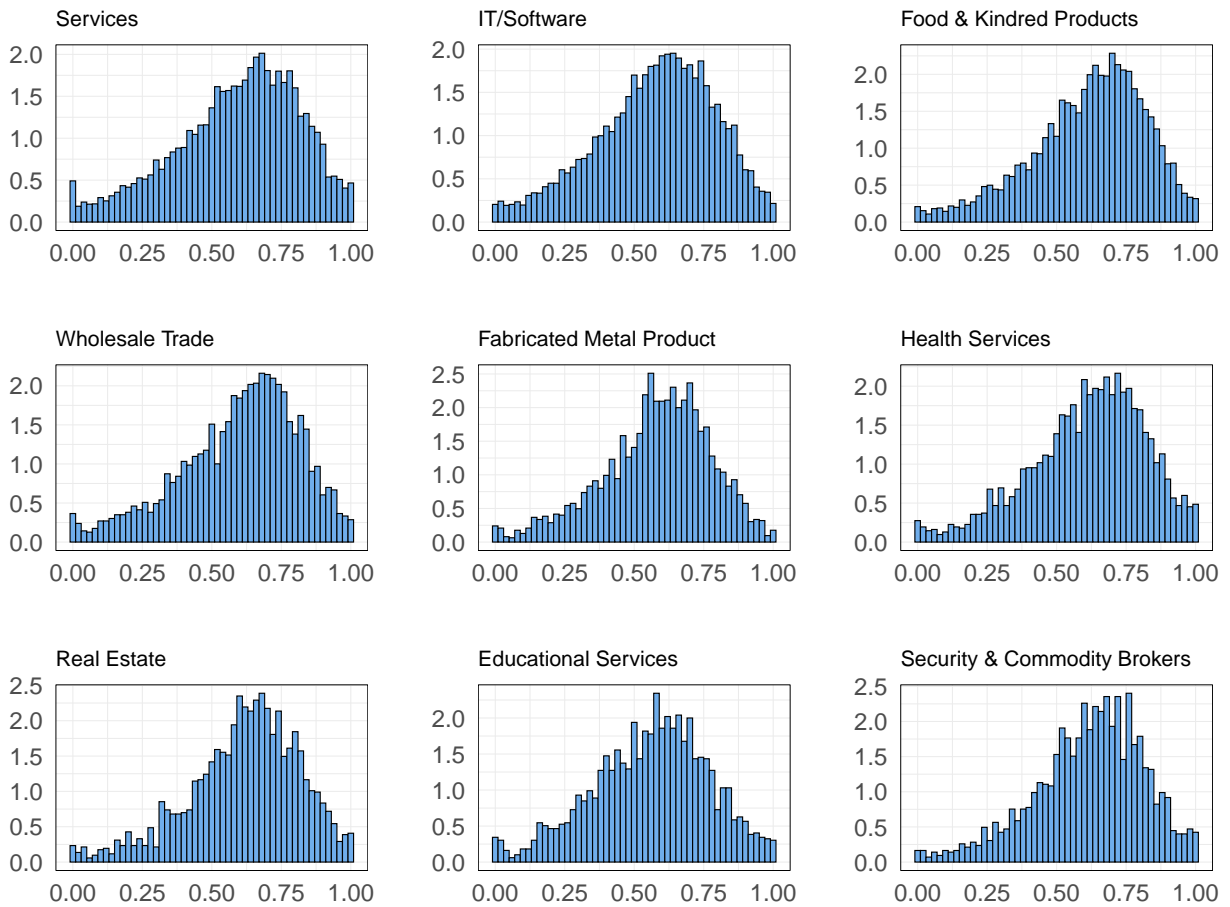 Services
IT/Software
Food & Kindred Products
2.0
1.5
1.0
0.5
0.0
0.00 0.25 0.50 0.75 1.00
2.0
1.5
1.0
0.5
0.0
0.00 0.25 0.50 0.75 1.00
2.0
1.5
1.0
0.5
0.0
0.00 0.25 0.50 0.75 1.00
Wholesale Trade
Fabricated Metal Product
Health Services
2.0
1.5
1.0
0.5
0.0
0.00 0.25 0.50 0.75 1.00
2.5
2.0
1.5
1.0
0.5
0.0
0.00 0.25 0.50 0.75 1.00
2.0
1.5
1.0
0.5
0.0
0.00 0.25 0.50 0.75 1.00
Real Estate
Educational Services
Security & Commodity Brokers
2.5
2.0
1.5
1.0
0.5
0.0
0.00 0.25 0.50 0.75 1.00
2.0
1.5
1.0
0.5
0.0
0.00 0.25 0.50 0.75 1.00
2.5
2.0
1.5
1.0
0.5
0.0
0.00 0.25 0.50 0.75 1.00